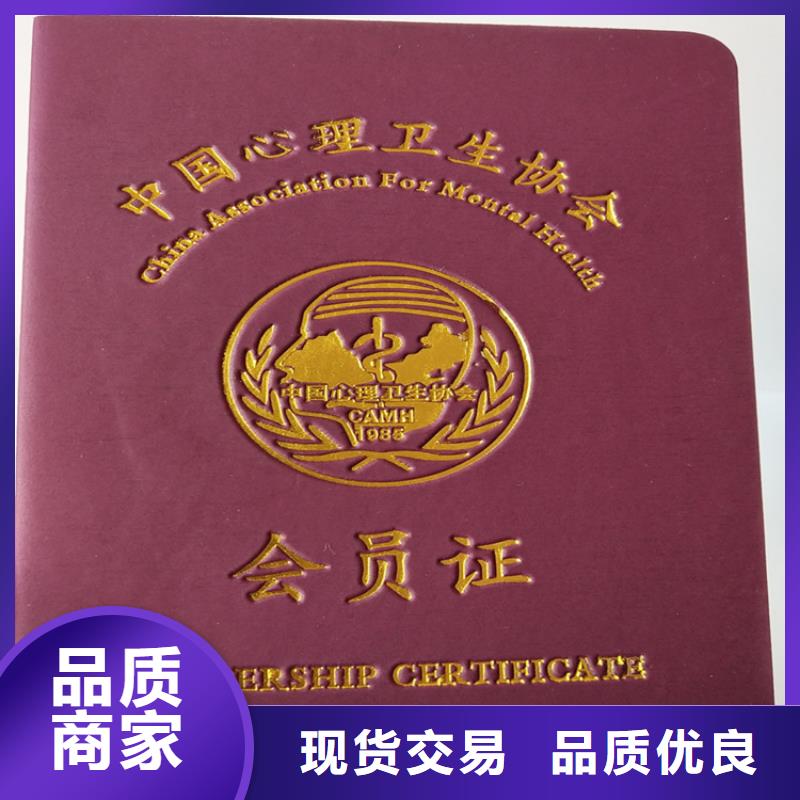 中国心理卫生协会
China Association For Mental Health
中国心理卫生协会
CAMH
1985
会员证
ERSHIP CERTIFICATE
品质
商家
现货交易 品质优良